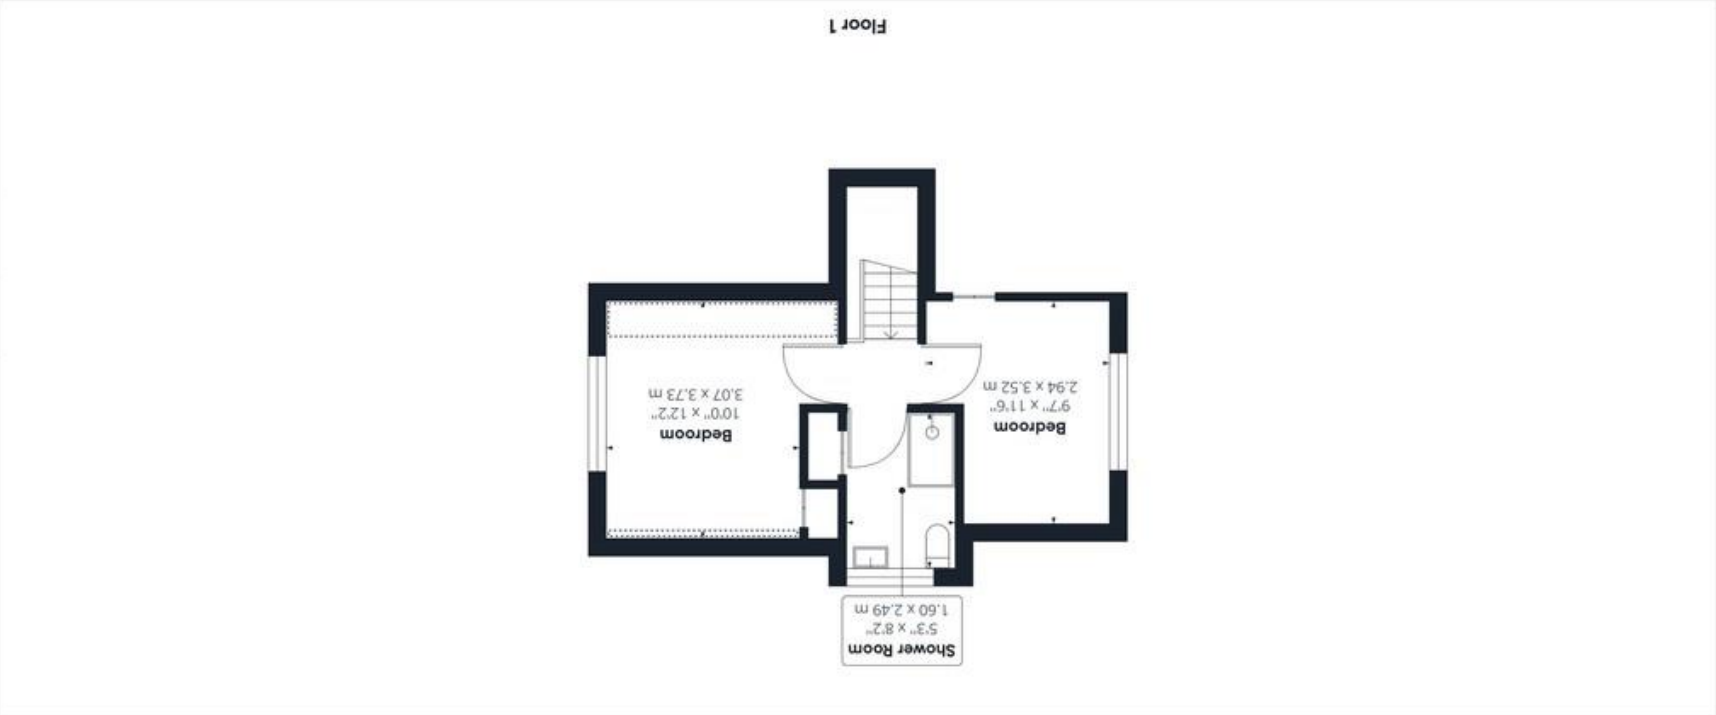 Shower Room
5'3" x 8'2"
1.60 x 2.49 m
Bedroom
9'7" x 11'6"
2.94 x 3.52 m
Bedroom
10'0" x 12'2"
3.07 x 3.73 m
Floor 1